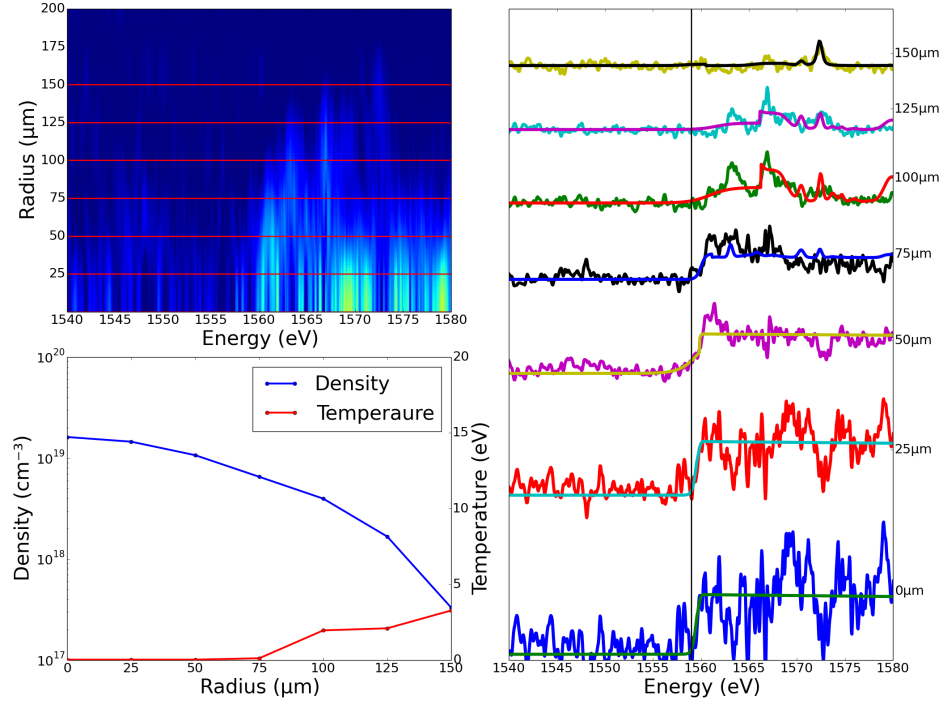 200
175
150
125
100
75
50
25
Radius (μm)
1540 1545 1550 1555 1560 1565 1570 1575 1580
Energy (eV)
10²⁰
10¹⁹
10¹⁸
10¹⁷
Density (cm⁻³)
Density
Temperaure
20
15
10
5
0
Temperature (eV)
0 25 50 75 100 125 150
Radius (μm)
150μm
125μm
100μm
75μm
50μm
25μm
0μm
1540 1545 1550 1555 1560 1565 1570 1575 1580
Energy (eV)